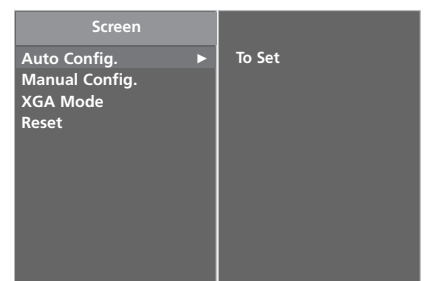 Screen
Auto Config. ► To Set
Manual Config.
XGA Mode
Reset